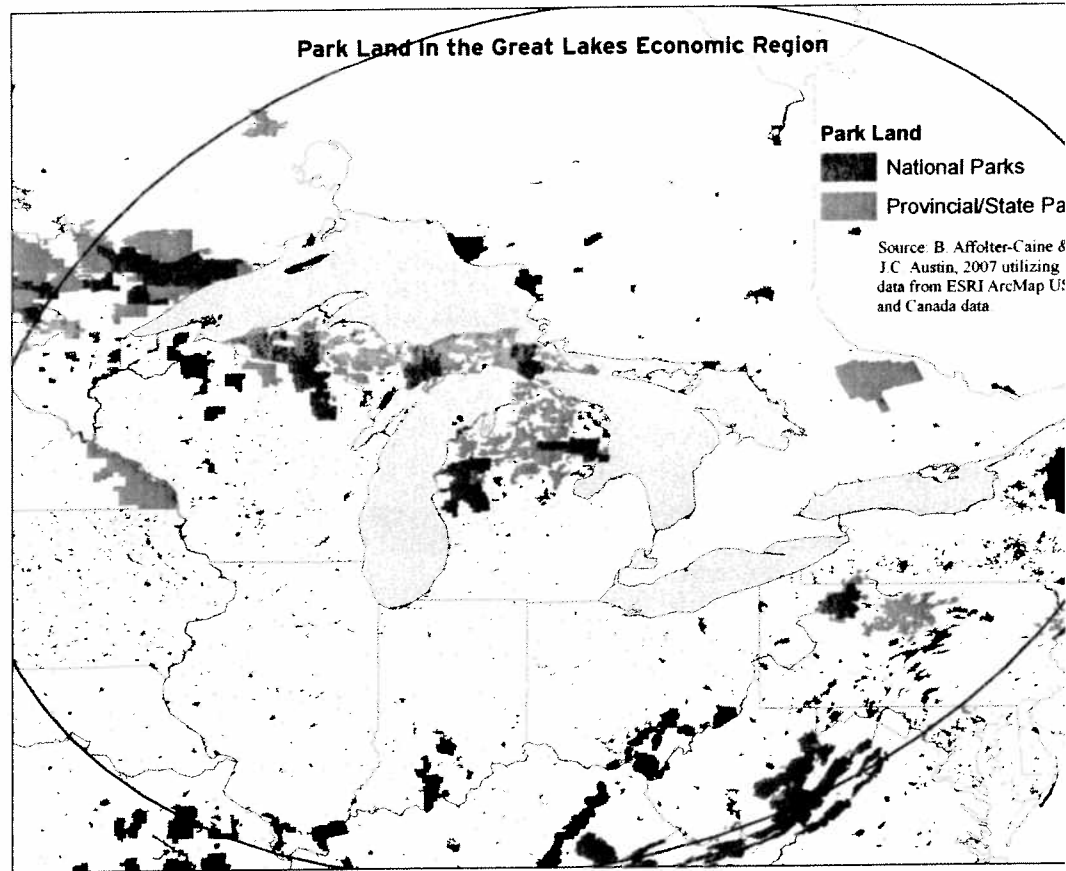 Park Land in the Great Lakes Economic Region
Park Land
National Parks
Provincial/State Pa
Source: B. Affolter-Caine &
J.C. Austin, 2007 utilizing
data from ESRI ArcMap US
and Canada data